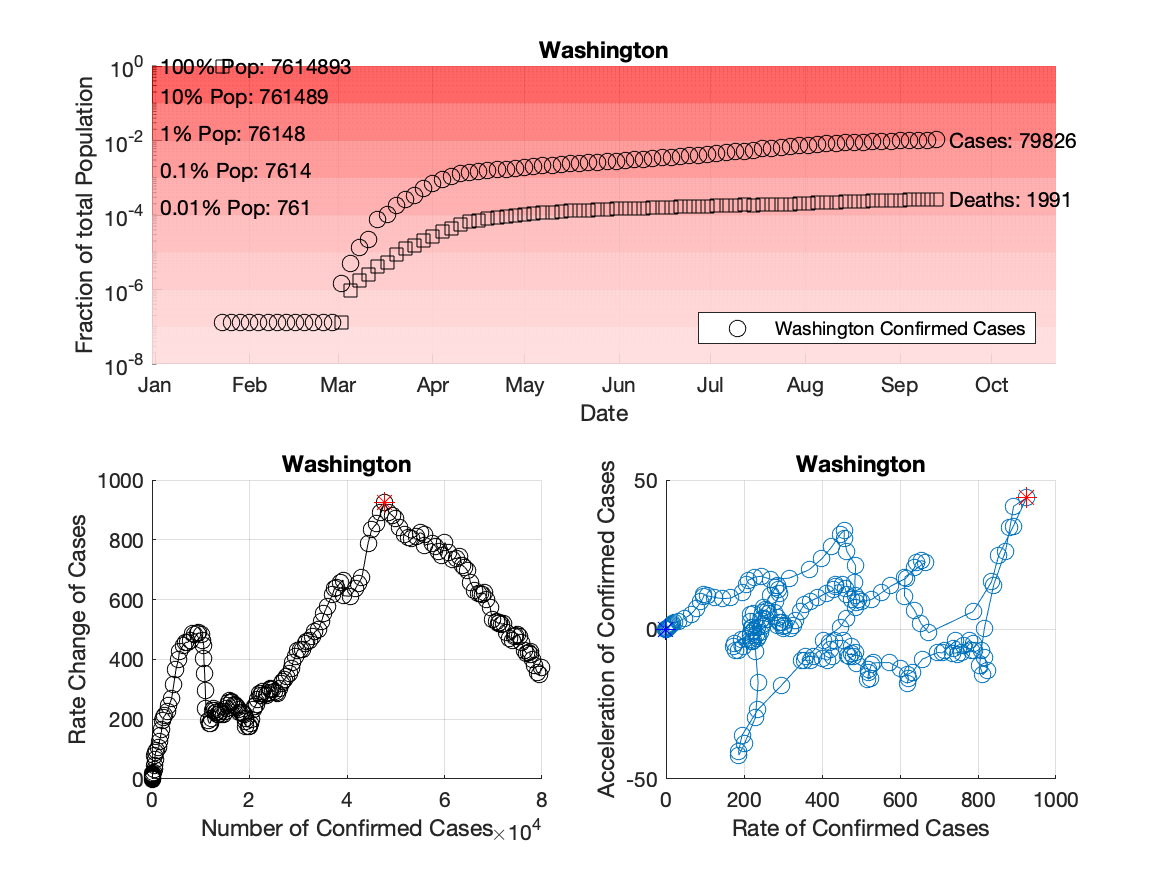 Washington
10^0
10^-2
10^-4
10^-6
10^-8
Fraction of total Population
100% Pop: 7614893
10% Pop: 761489
1% Pop: 76148
0.1% Pop: 7614
0.01% Pop: 761
Cases: 79826
Deaths: 1991
Washington Confirmed Cases
Jan Feb Mar Apr May Jun Jul Aug Sep Oct
Date
Washington
1000
800
600
400
200
0
Rate Change of Cases
0 2 4 6 8
Number of Confirmed Cases ×10^4
Washington
50
0
-50
Acceleration of Confirmed Cases
0 200 400 600 800 1000
Rate of Confirmed Cases